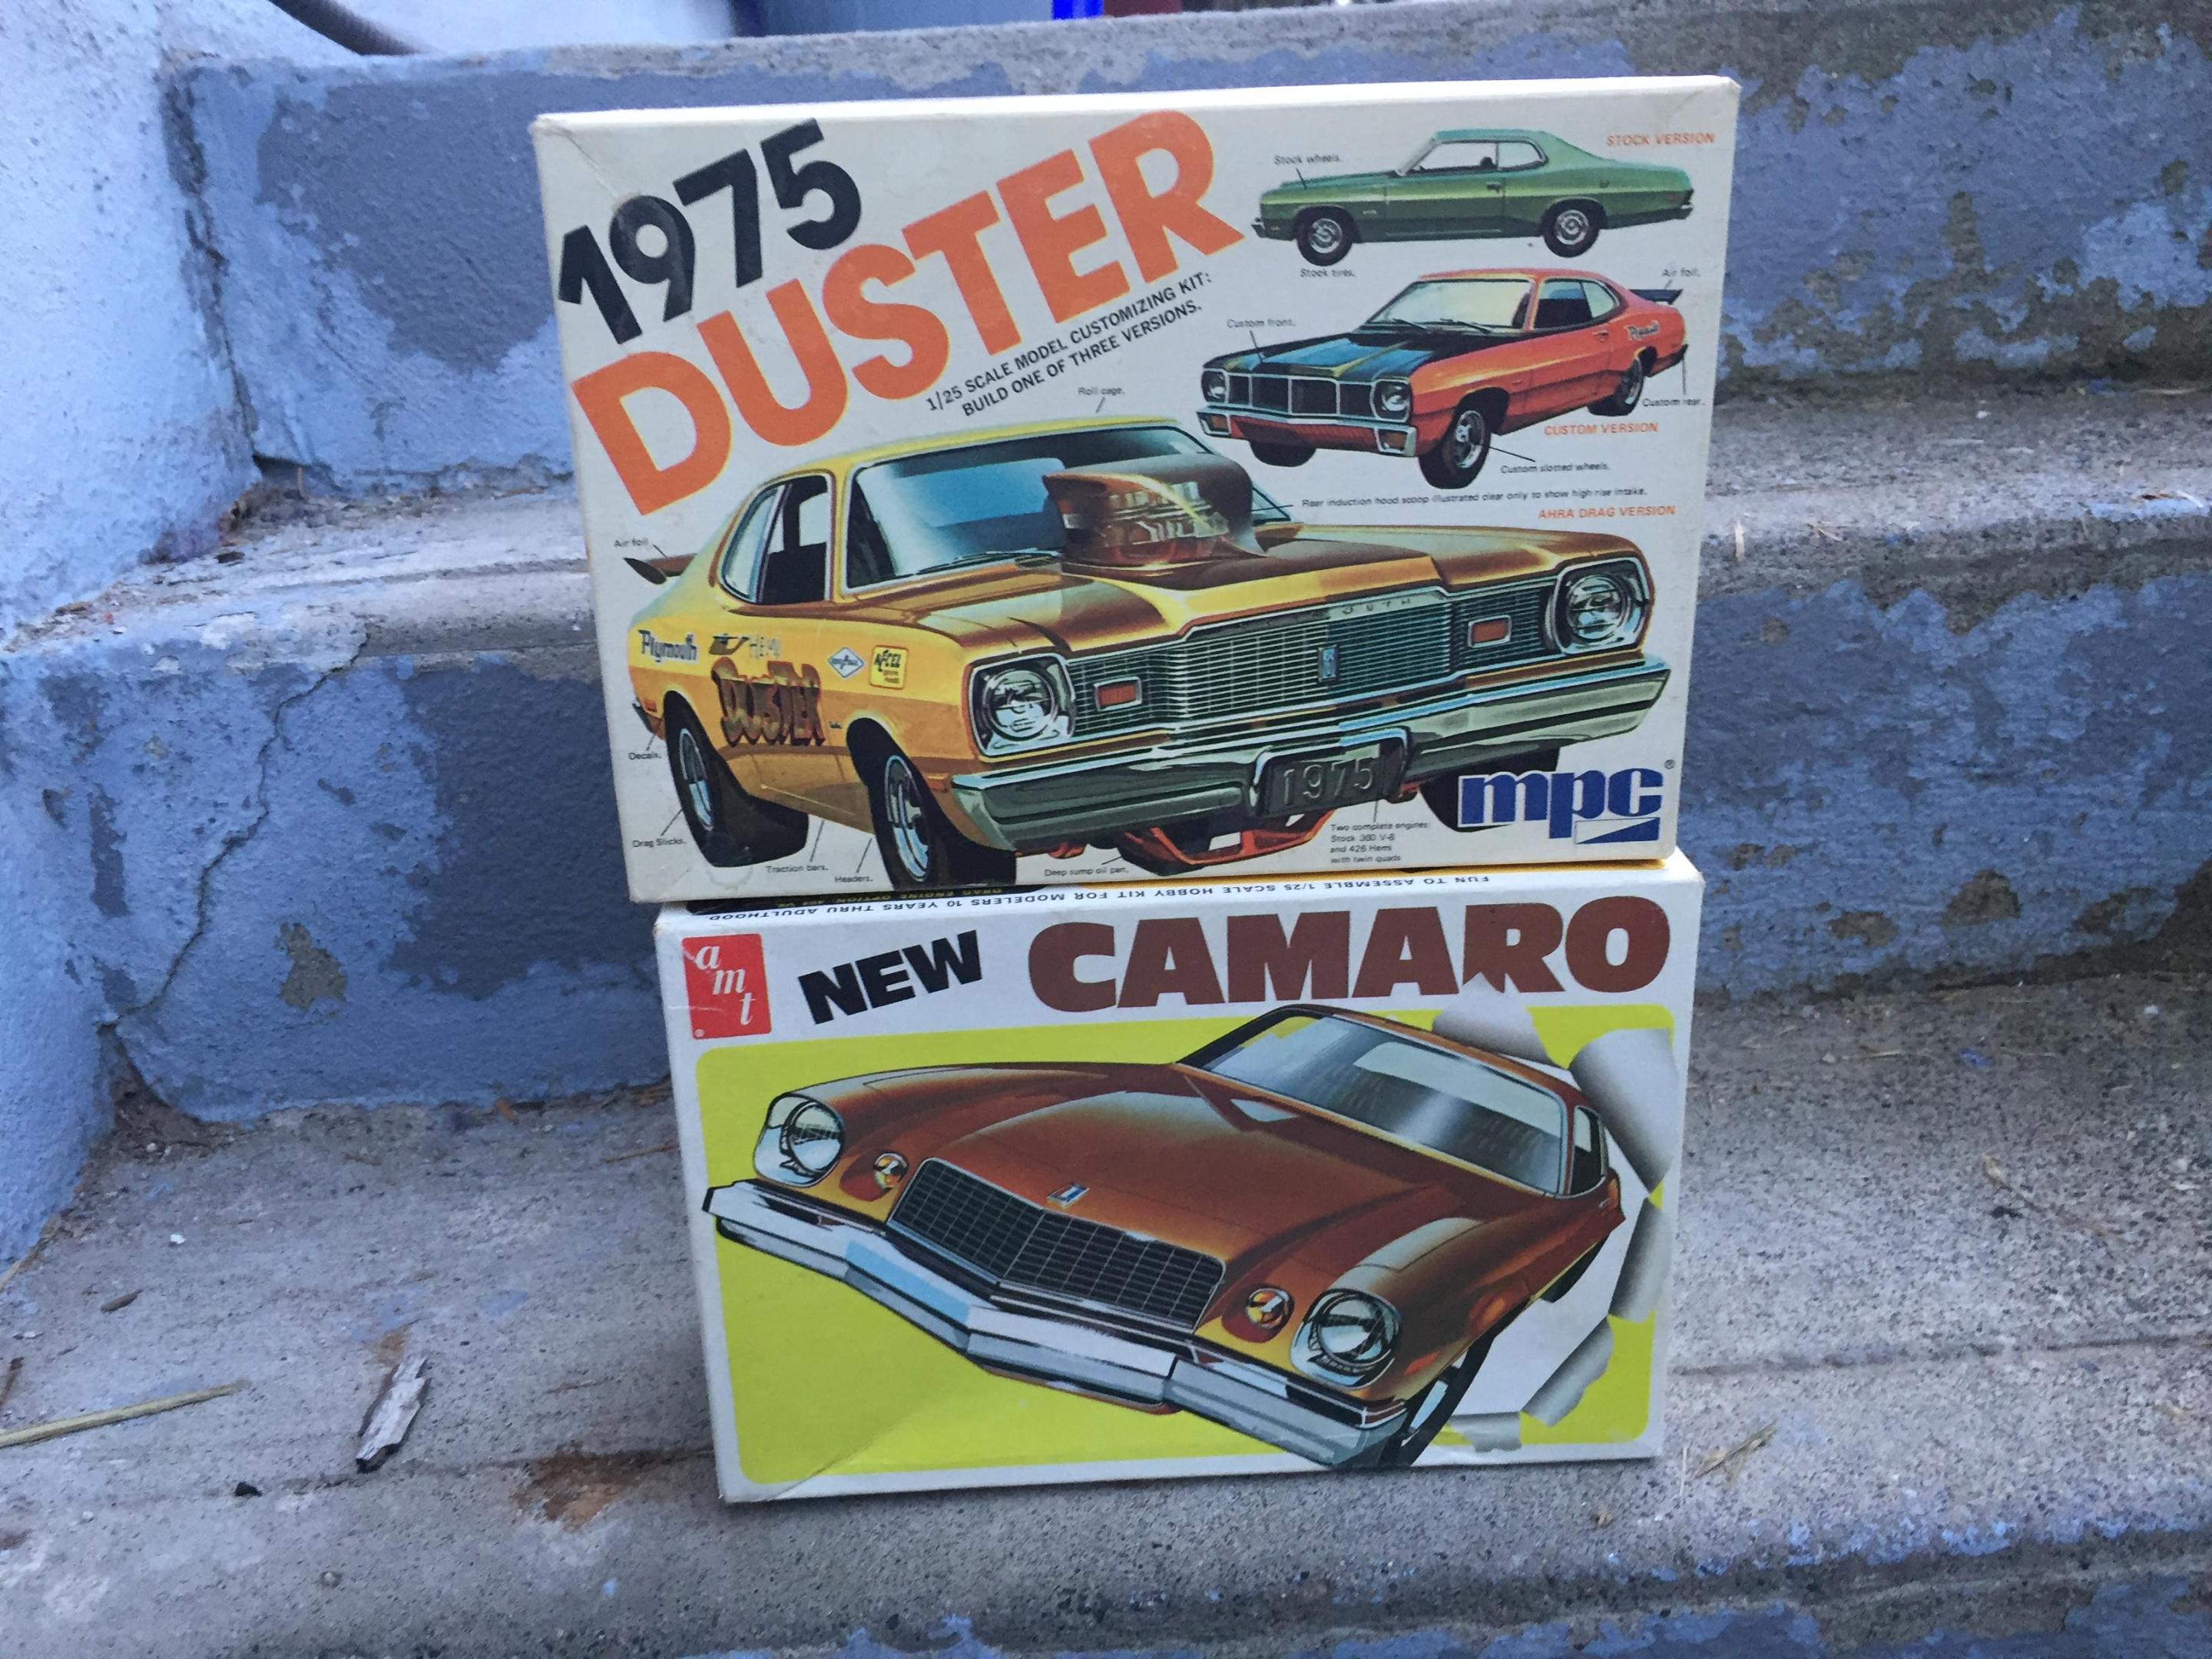 1975
DUSTER
1/25 SCALE MODEL CUSTOMIZING KIT:
BUILD ONE OF THREE VERSIONS.
STOCK VERSION
Stock wheels.
Stock tires.
Air foil.
Custom front.
Custom rear.
CUSTOM VERSION
Custom slotted wheels.
Plymouth
Roll cage.
Rear induction hood scoop illustrated clear only to show high rise intake.
AHRA DRAG VERSION
Air foil
Plymouth
HEMI
DUSTER
ACCEL
Decals.
Drag Slicks.
Traction bars.
Headers.
Deep sump oil pan.
1975
Two complete engines:
Stock 360 V-8
and 426 Hemi
with twin quads
mpc®
FUN TO ASSEMBLE 1/25 SCALE HOBBY KIT FOR MODELERS 10 YEARS THRU ADULTHOOD
amt®
NEW CAMARO